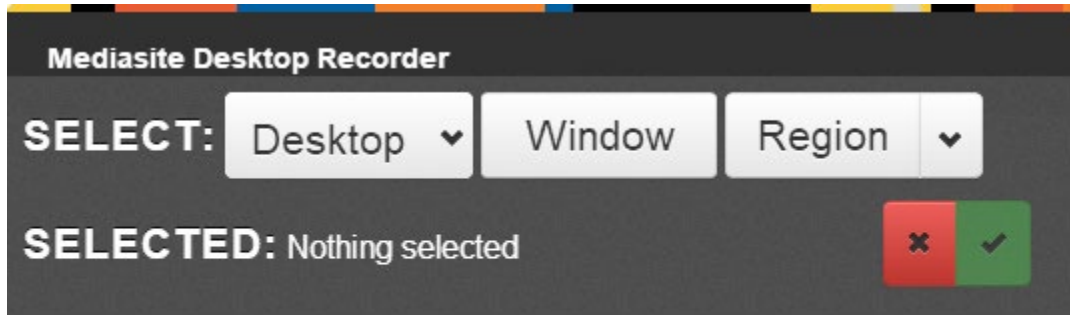 Mediasite Desktop Recorder
SELECT: Desktop Window Region
SELECTED: Nothing selected